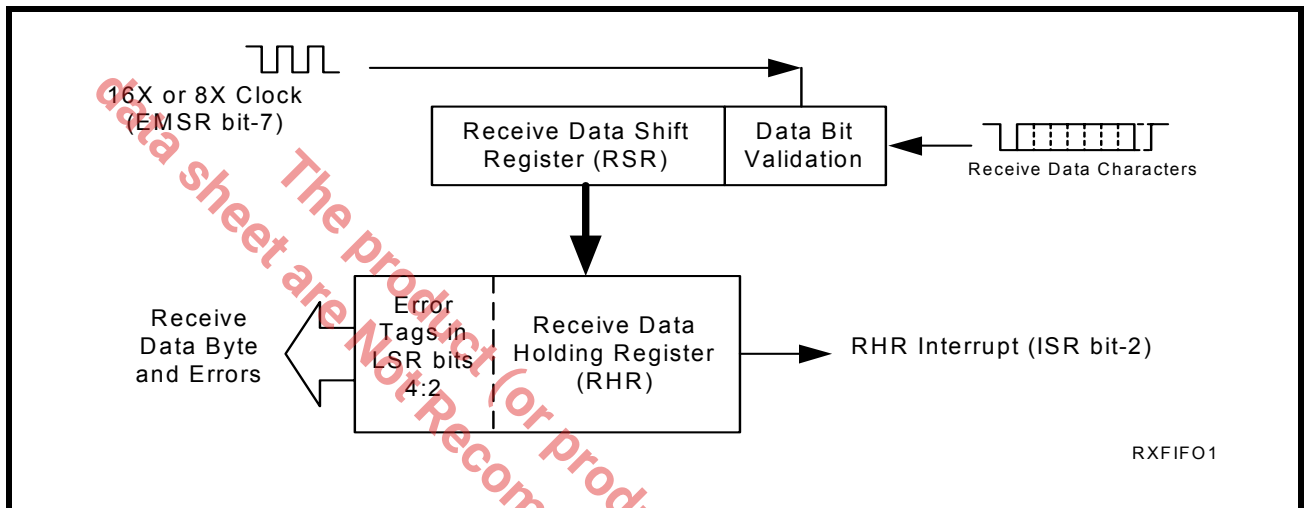 16X or 8X Clock
(EMSR bit-7)
Receive Data Shift
Register (RSR)
Data Bit
Validation
Receive Data Characters
Receive
Data Byte
and Errors
Error
Tags in
LSR bits
4:2
Receive Data
Holding Register
(RHR)
RHR Interrupt (ISR bit-2)
RXFIFO1
The product (or produ
data sheet are Not Recom